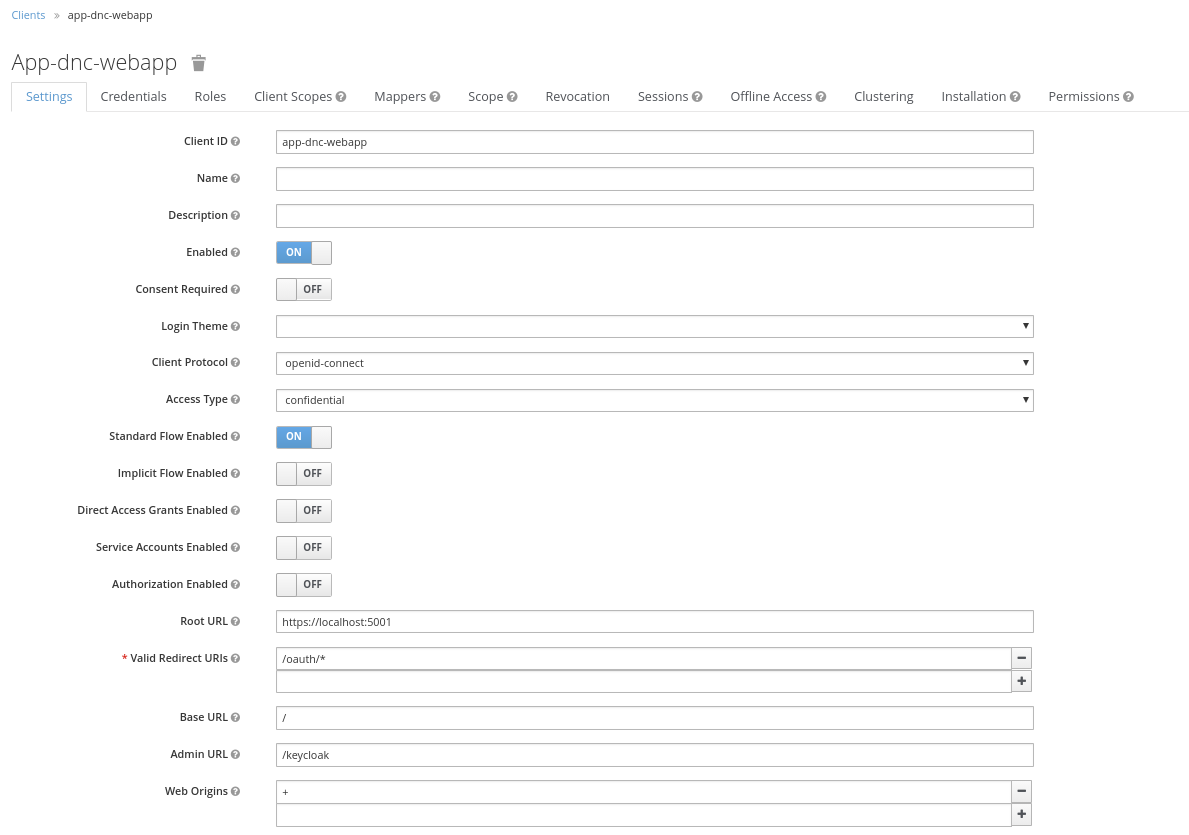 Clients » app-dnc-webapp
App-dnc-webapp
Settings Credentials Roles Client Scopes Mappers Scope Revocation Sessions Offline Access Clustering Installation Permissions
Client ID app-dnc-webapp
Name
Description
Enabled ON
Consent Required OFF
Login Theme
Client Protocol openid-connect
Access Type confidential
Standard Flow Enabled ON
Implicit Flow Enabled OFF
Direct Access Grants Enabled OFF
Service Accounts Enabled OFF
Authorization Enabled OFF
Root URL https://localhost:5001
* Valid Redirect URIs /oauth/*
Base URL /
Admin URL /keycloak
Web Origins +